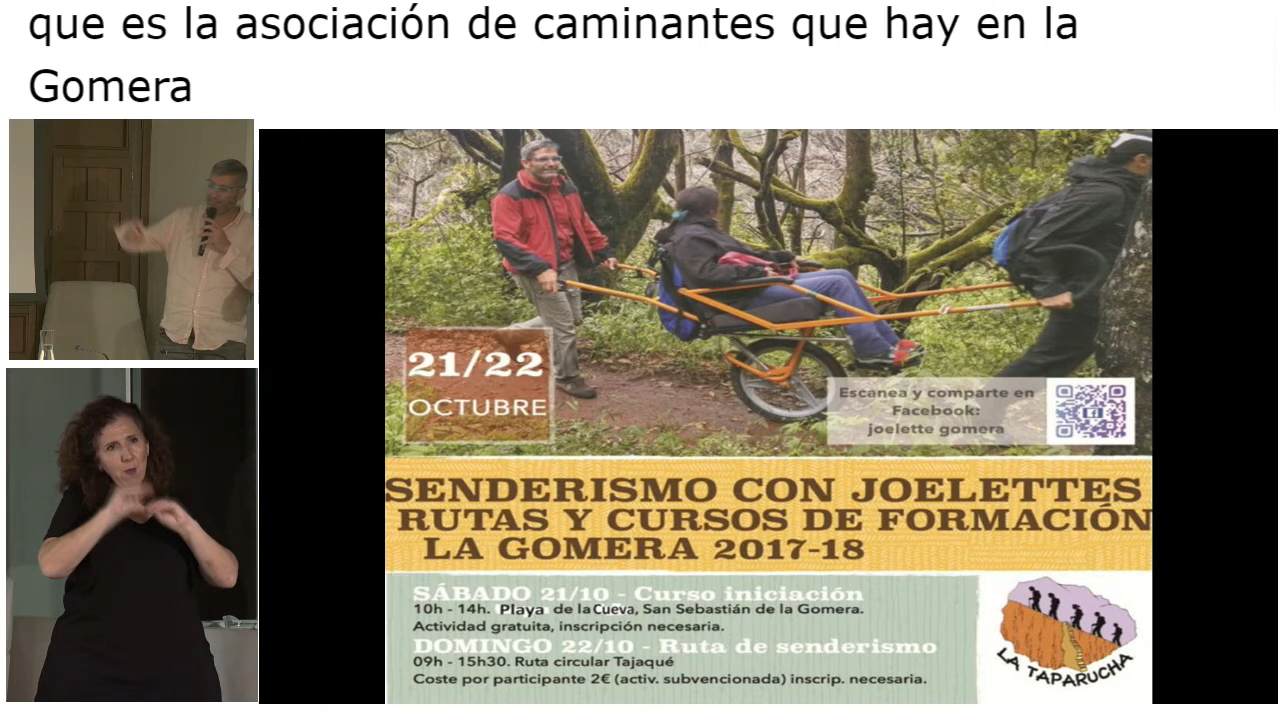 que es la asociación de caminantes que hay en la
Gomera
21/22
OCTUBRE
Escanea y comparte en
Facebook:
joelette gomera
SENDERISMO CON JOELETTES
RUTAS Y CURSOS DE FORMACIÓN
LA GOMERA 2017-18
SÁBADO 21/10 - Curso iniciación
10h - 14h. Playa de la Cueva, San Sebastián de la Gomera.
Actividad gratuita, inscripción necesaria.
DOMINGO 22/10 - Ruta de senderismo
09h - 15h30. Ruta circular Tajaqué
Coste por participante 2€ (activ. subvencionada) inscrip. necesaria.
LA TAPARUCHA